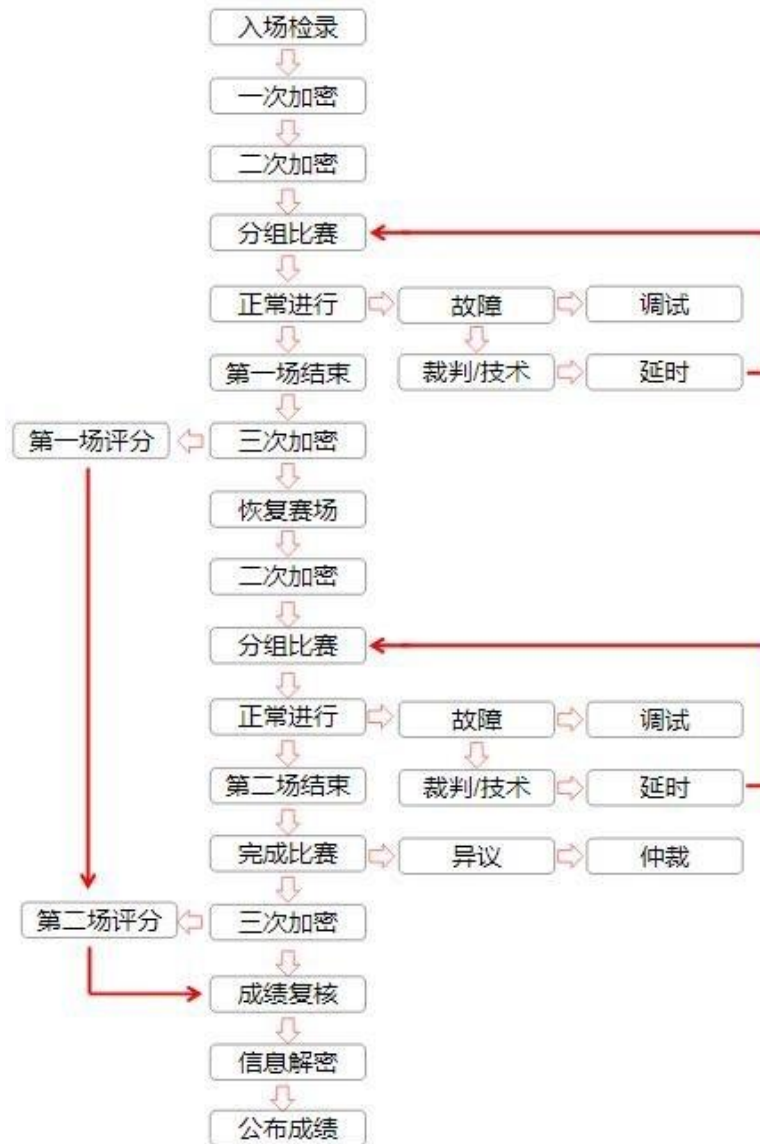 入场检录
一次加密
二次加密
分组比赛
正常进行 故障 调试
第一场结束 裁判/技术 延时
第一场评分 三次加密
恢复赛场
二次加密
分组比赛
正常进行 故障 调试
第二场结束 裁判/技术 延时
完成比赛 异议 仲裁
第二场评分 三次加密
成绩复核
信息解密
公布成绩